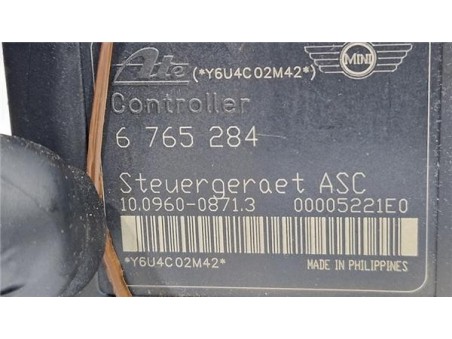 Ate (*Y6U4C02M42*) MINI
Controller
6 765 284
Steuergeraet ASC
10.0960-0871.3 00005221E0
*Y6U4C02M42* MADE IN PHILIPPINES